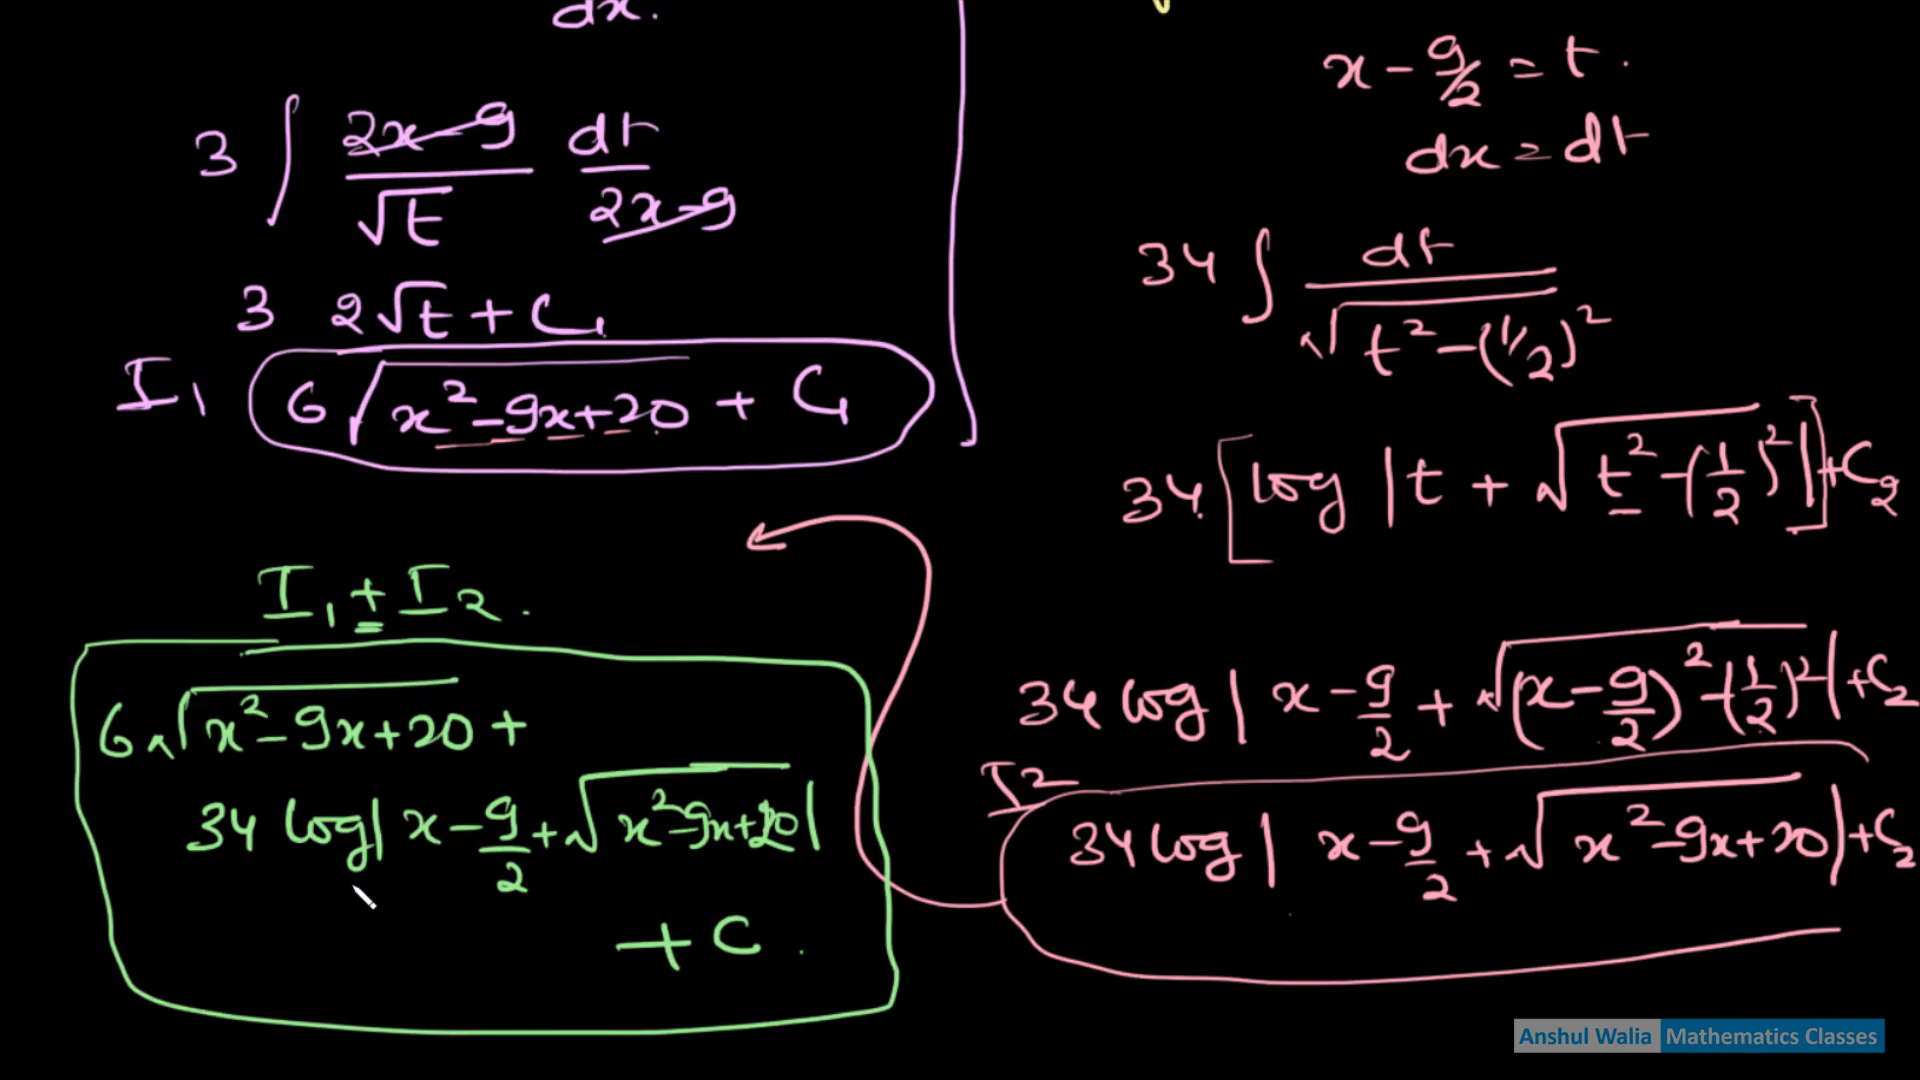 dx.
3 ∫ 2x-9/√t dt/2x-9
3 2√t + C₁
I₁ 6√x²-9x+20 + C₁
I₁ + I₂.
6√x²-9x+20 +
34 log| x - 9/2 + √x²-9x+20 |
+ C.
x - 9/2 = t.
dx = dt
34 ∫ dt/√t² - (1/2)²
34 [log |t + √t² - (1/2)²|] + C₂
34 log | x - 9/2 + √(x - 9/2)² - (1/2)² | + C₂
I₂
34 log | x - 9/2 + √x² - 9x + 20 | + C₂
Anshul Walia Mathematics Classes